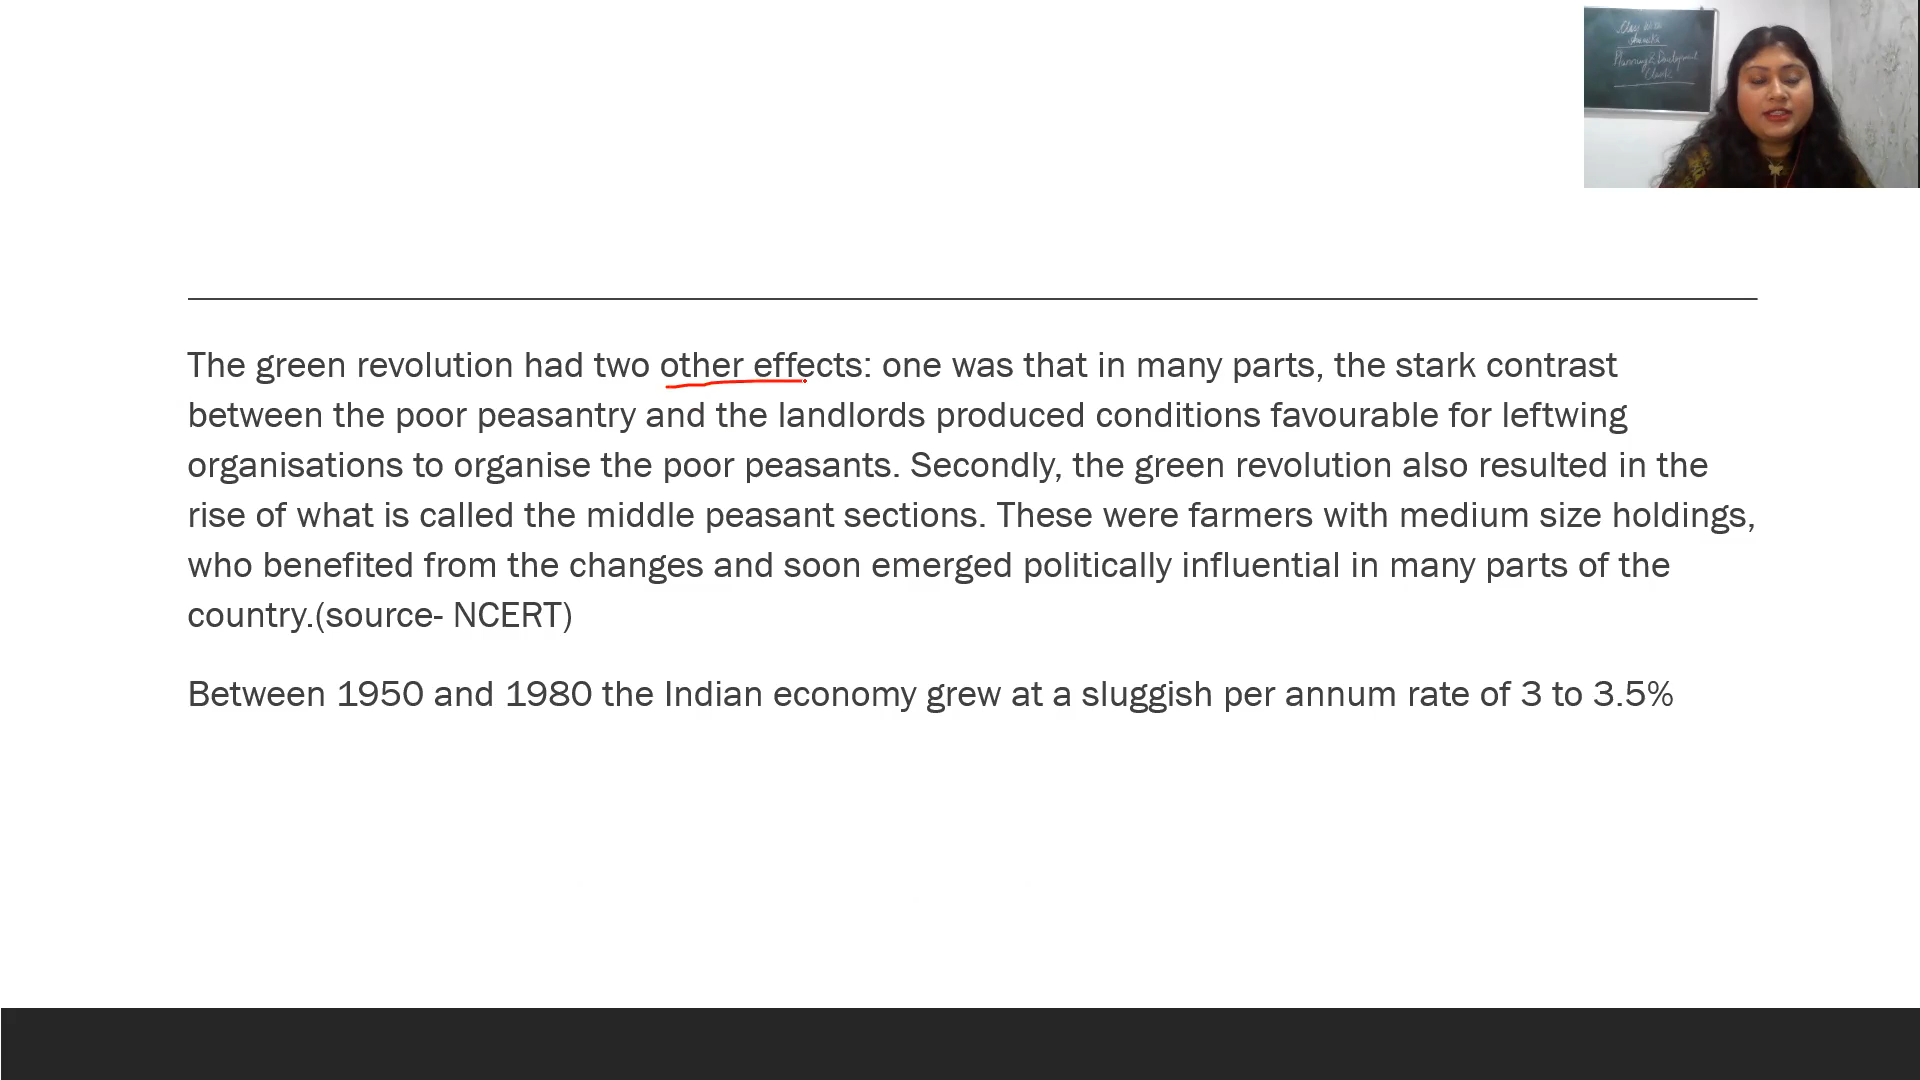 Planning & Development
The green revolution had two other effects: one was that in many parts, the stark contrast
between the poor peasantry and the landlords produced conditions favourable for leftwing
organisations to organise the poor peasants. Secondly, the green revolution also resulted in the
rise of what is called the middle peasant sections. These were farmers with medium size holdings,
who benefited from the changes and soon emerged politically influential in many parts of the
country.(source- NCERT)
Between 1950 and 1980 the Indian economy grew at a sluggish per annum rate of 3 to 3.5%